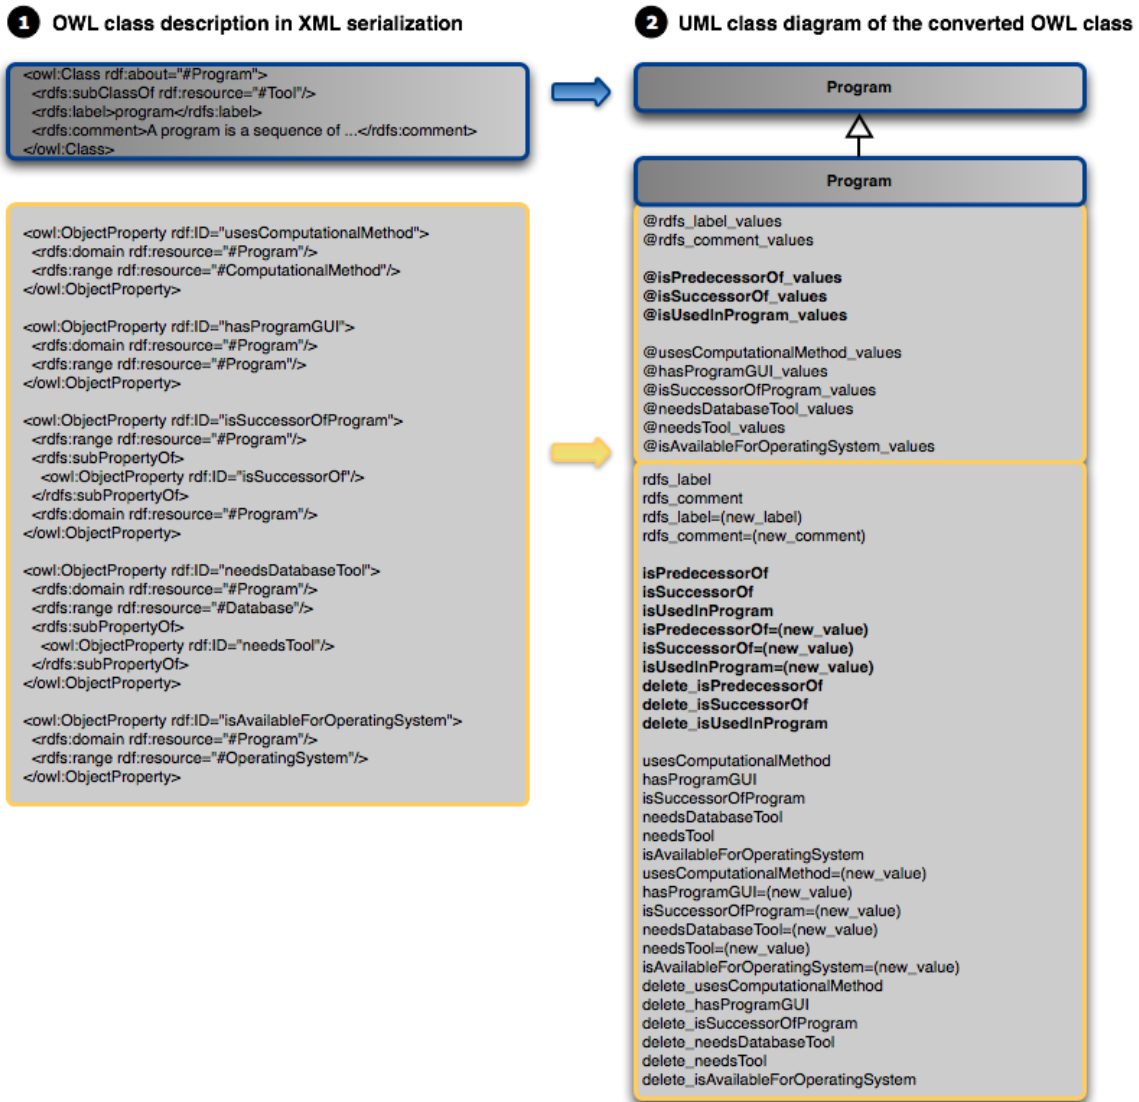 1 OWL class description in XML serialization
<owl:Class rdf:about="#Program">
<rdfs:subClassOf rdf:resource="#Tool"/>
<rdfs:label>program</rdfs:label>
<rdfs:comment>A program is a sequence of ...</rdfs:comment>
</owl:Class>
<owl:ObjectProperty rdf:ID="usesComputationalMethod">
<rdfs:domain rdf:resource="#Program"/>
<rdfs:range rdf:resource="#ComputationalMethod"/>
</owl:ObjectProperty>
<owl:ObjectProperty rdf:ID="hasProgramGUI">
<rdfs:domain rdf:resource="#Program"/>
<rdfs:range rdf:resource="#Program"/>
</owl:ObjectProperty>
<owl:ObjectProperty rdf:ID="isSuccessorOfProgram">
<rdfs:range rdf:resource="#Program"/>
<rdfs:subPropertyOf>
<owl:ObjectProperty rdf:ID="isSuccessorOf"/>
</rdfs:subPropertyOf>
<rdfs:domain rdf:resource="#Program"/>
</owl:ObjectProperty>
<owl:ObjectProperty rdf:ID="needsDatabaseTool">
<rdfs:domain rdf:resource="#Program"/>
<rdfs:range rdf:resource="#Database"/>
<rdfs:subPropertyOf>
<owl:ObjectProperty rdf:ID="needsTool"/>
</rdfs:subPropertyOf>
</owl:ObjectProperty>
<owl:ObjectProperty rdf:ID="isAvailableForOperatingSystem">
<rdfs:domain rdf:resource="#Program"/>
<rdfs:range rdf:resource="#OperatingSystem"/>
</owl:ObjectProperty>
2 UML class diagram of the converted OWL class
Program
Program
@rdfs_label_values
@rdfs_comment_values
@isPredecessorOf_values
@isSuccessorOf_values
@isUsedInProgram_values
@usesComputationalMethod_values
@hasProgramGUI_values
@isSuccessorOfProgram_values
@needsDatabaseTool_values
@needsTool_values
@isAvailableForOperatingSystem_values
rdfs_label
rdfs_comment
rdfs_label=(new_label)
rdfs_comment=(new_comment)
isPredecessorOf
isSuccessorOf
isUsedInProgram
isPredecessorOf=(new_value)
isSuccessorOf=(new_value)
isUsedInProgram=(new_value)
delete_isPredecessorOf
delete_isSuccessorOf
delete_isUsedInProgram
usesComputationalMethod
hasProgramGUI
isSuccessorOfProgram
needsDatabaseTool
needsTool
isAvailableForOperatingSystem
usesComputationalMethod=(new_value)
hasProgramGUI=(new_value)
isSuccessorOfProgram=(new_value)
needsDatabaseTool=(new_value)
needsTool=(new_value)
isAvailableForOperatingSystem=(new_value)
delete_usesComputationalMethod
delete_hasProgramGUI
delete_isSuccessorOfProgram
delete_needsDatabaseTool
delete_needsTool
delete_isAvailableForOperatingSystem